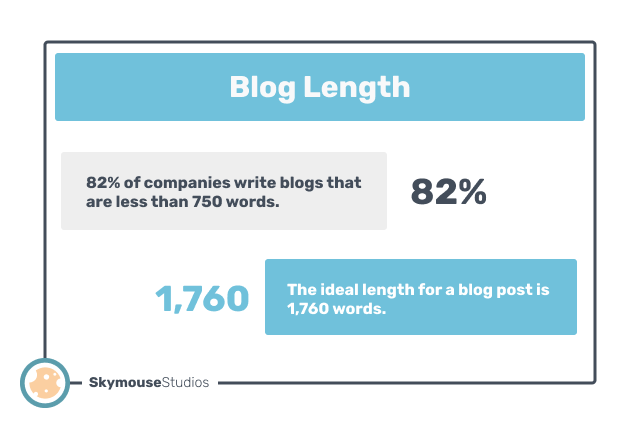 Blog Length
82% of companies write blogs that
are less than 750 words.
82%
1,760
The ideal length for a blog post is
1,760 words.
SkymouseStudios